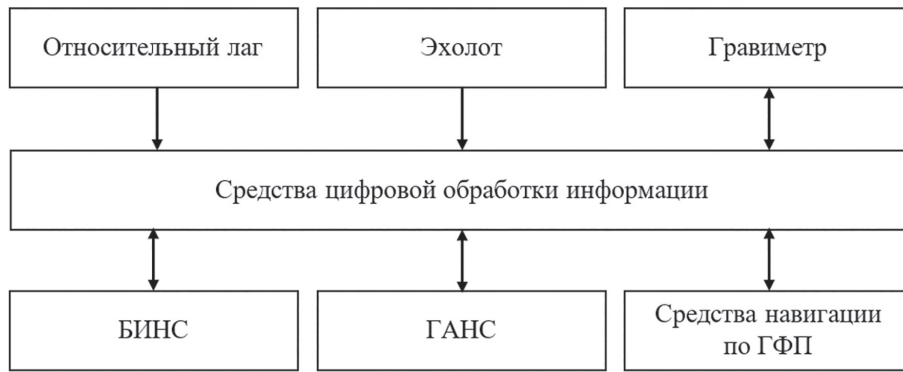 Относительный лаг
Эхолот
Гравиметр
Средства цифровой обработки информации
БИНС
ГАНС
Средства навигации
по ГФП